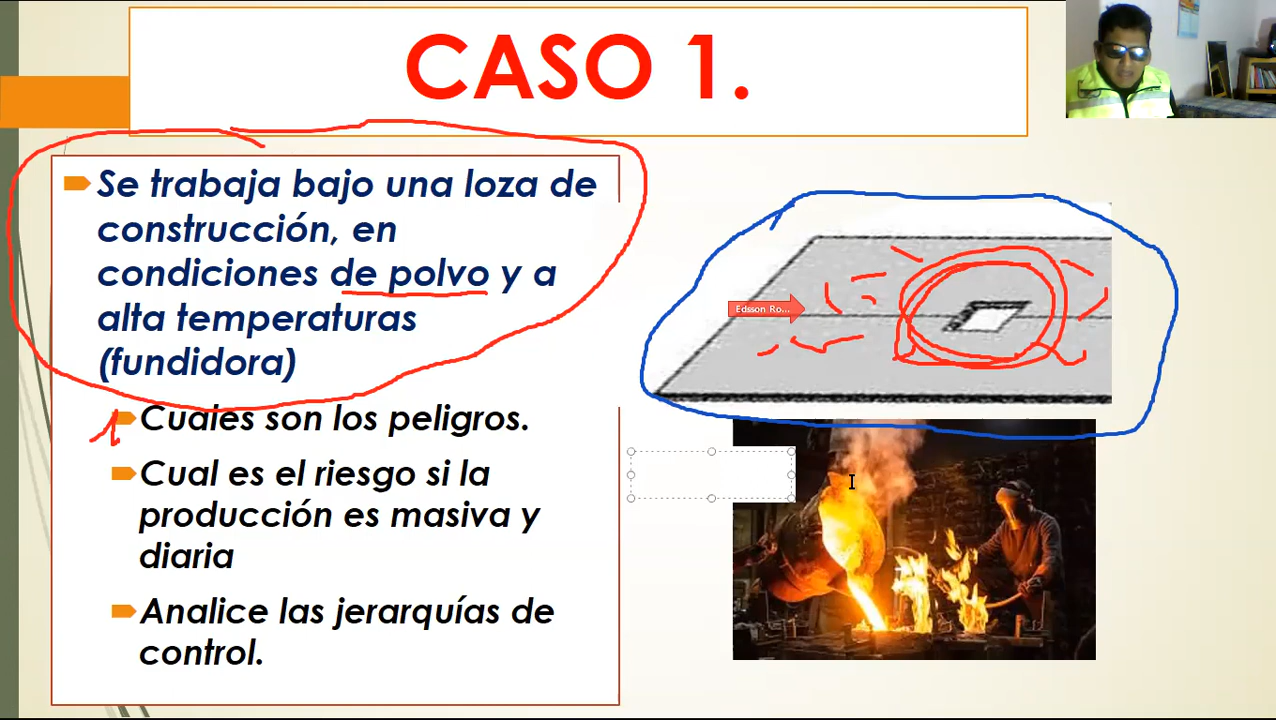 CASO 1.
Se trabaja bajo una loza de
construcción, en
condiciones de polvo y a
alta temperaturas
(fundidora)
1
Cuales son los peligros.
Cual es el riesgo si la
producción es masiva y
diaria
Analice las jerarquías de
control.
Edsson Ro...